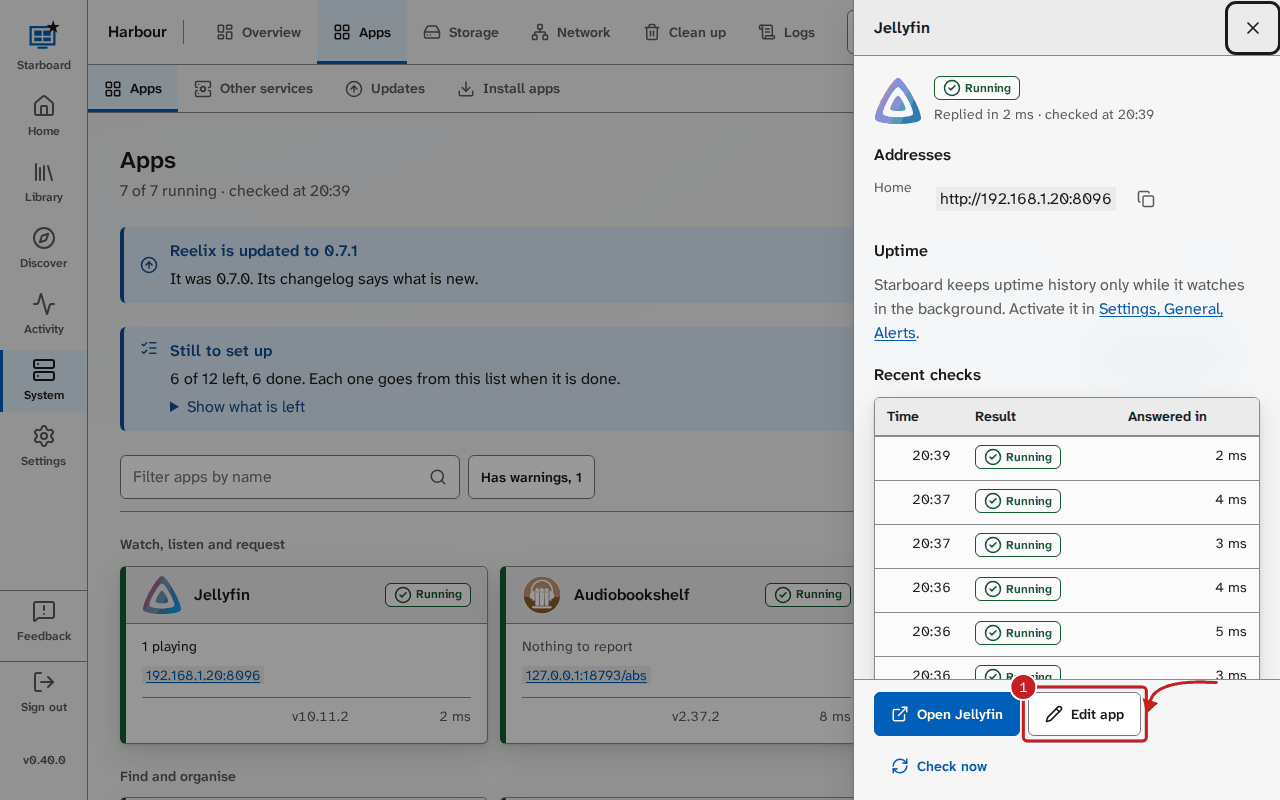 Starboard
Home
Library
Discover
Activity
System
Settings
Feedback
Sign out
v0.40.0
Harbour
Overview
Apps
Storage
Network
Clean up
Logs
Apps
Other services
Updates
Install apps
Apps
7 of 7 running · checked at 20:39
Reelix is updated to 0.7.1
It was 0.7.0. Its changelog says what is new.
Still to set up
6 of 12 left, 6 done. Each one goes from this list when it is done.
Show what is left
Filter apps by name
Has warnings, 1
Watch, listen and request
Jellyfin
Running
1 playing
192.168.1.20:8096
v10.11.2
2 ms
Audiobookshelf
Running
Nothing to report
127.0.0.1:18793/abs
v2.37.2
8 ms
Find and organise
Jellyfin
Running
Replied in 2 ms · checked at 20:39
Addresses
Home
http://192.168.1.20:8096
Uptime
Starboard keeps uptime history only while it watches
in the background. Activate it in Settings, General,
Alerts.
Recent checks
Time Result Answered in
20:39 Running 2 ms
20:37 Running 4 ms
20:37 Running 3 ms
20:36 Running 4 ms
20:36 Running 5 ms
20:36 Running 3 ms
1
Open Jellyfin
Edit app
Check now